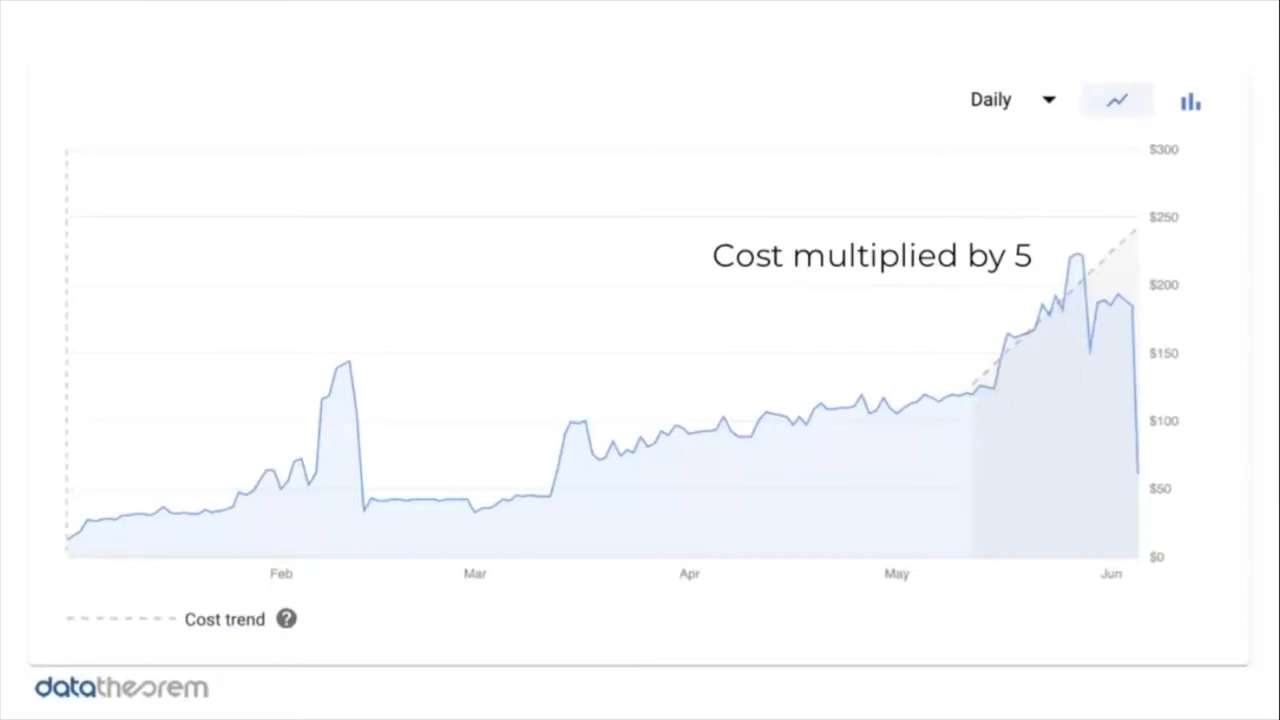 Daily
$300
$250
Cost multiplied by 5
$200
$150
$100
$50
$0
Feb Mar Apr May Jun
Cost trend ?
datatheorem